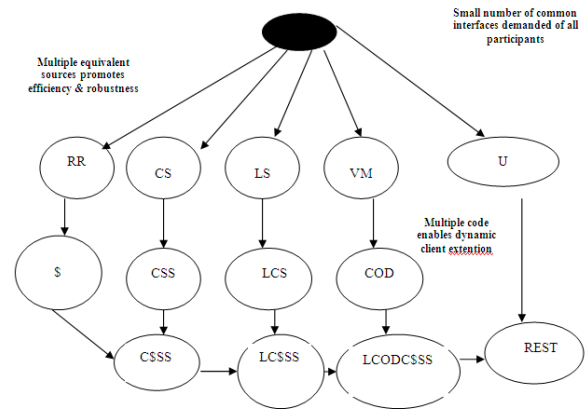 Small number of common
interfaces demanded of all
participants
Multiple equivalent
sources promotes
efficiency & robustness
RR
CS
LS
VM
U
Multiple code
enables dynamic
client extention
$
CSS
LCS
COD
C$SS
LC$SS
LCODC$SS
REST